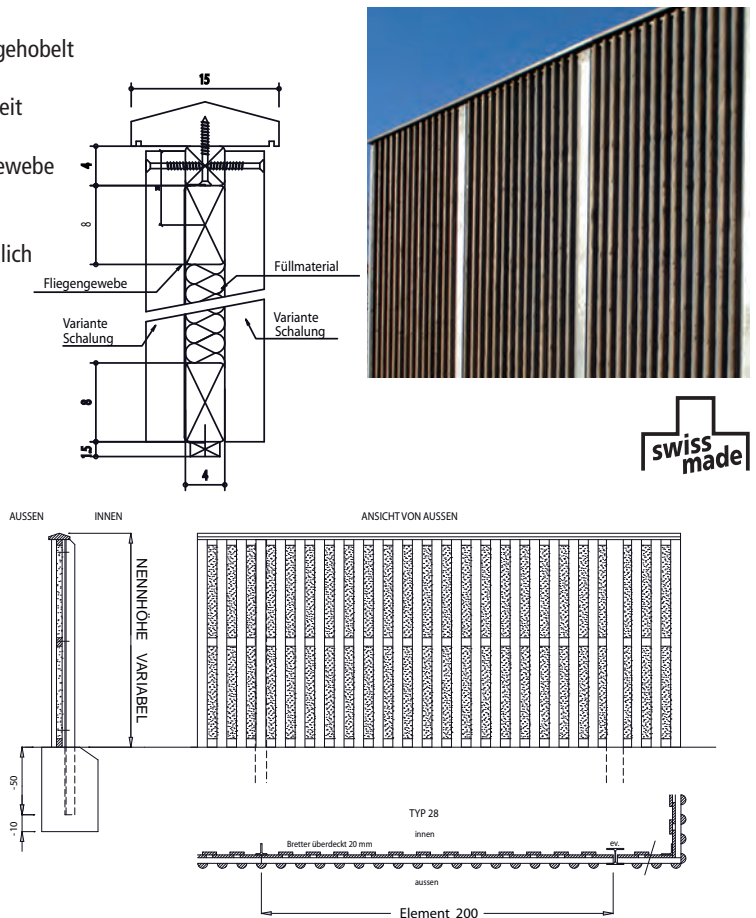 gehobelt
eit
ewebe
lich
15
4
8
Fliegengewebe
Füllmaterial
Variante
Schalung
Variante
Schalung
8
15
4
swiss
made
AUSSEN
INNEN
ANSICHT VON AUSSEN
NENNHÖHE VARIABEL
-50
-10
TYP 28
innen
Bretter überdeckt 20 mm
ev.
aussen
Element 200